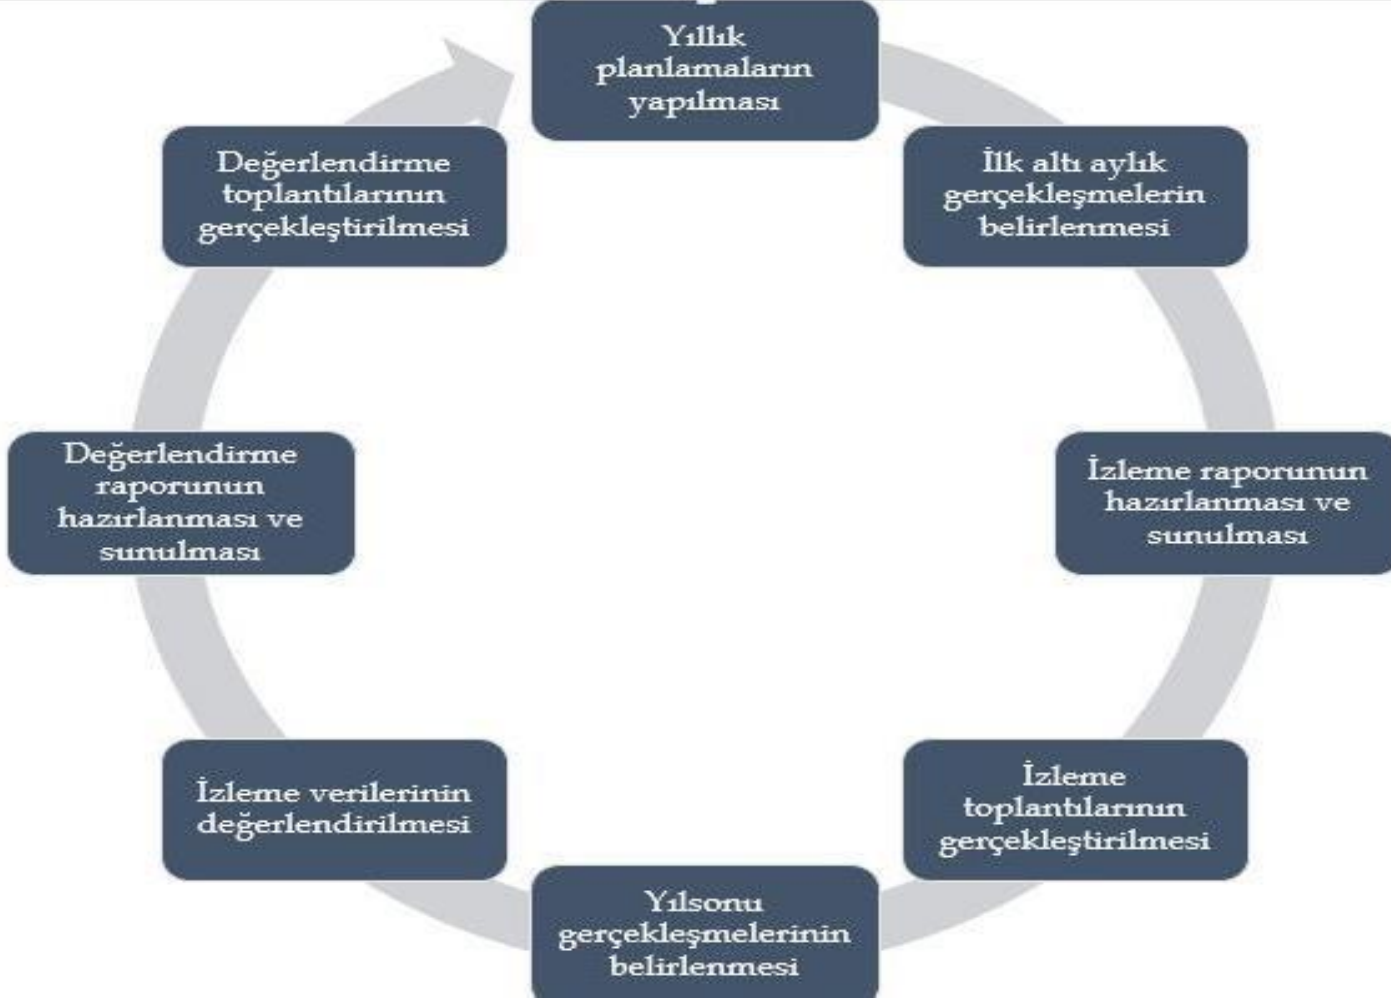 Yıllık
planlamaların
yapılması
İlk altı aylık
gerçekleşmelerin
belirlenmesi
İzleme raporunun
hazırlanması ve
sunulması
İzleme
toplantılarının
gerçekleştirilmesi
Yılsonu
gerçekleşmelerinin
belirlenmesi
İzleme verilerinin
değerlendirilmesi
Değerlendirme
raporunun
hazırlanması ve
sunulması
Değerlendirme
toplantılarının
gerçekleştirilmesi